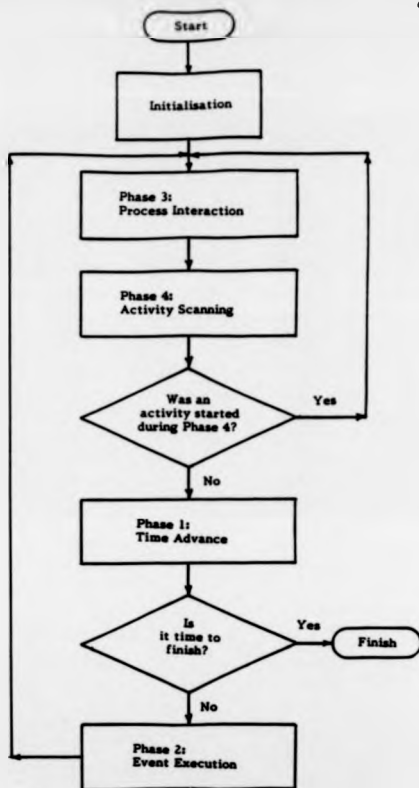 Start
Initialisation
Phase 3:
Process Interaction
Phase 4:
Activity Scanning
Was an
activity started
during Phase 4?
Yes
No
Phase 1:
Time Advance
Is
it time to
finish?
Yes
Finish
No
Phase 2:
Event Execution